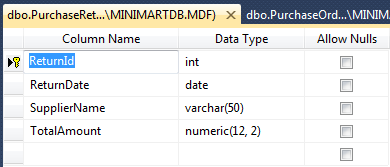 dbo.PurchaseRet...\MINIMARTDB.MDF) dbo.PurchaseOrd...\MINIM
Column Name Data Type Allow Nulls
ReturnId int
ReturnDate date
SupplierName varchar(50)
TotalAmount numeric(12, 2)